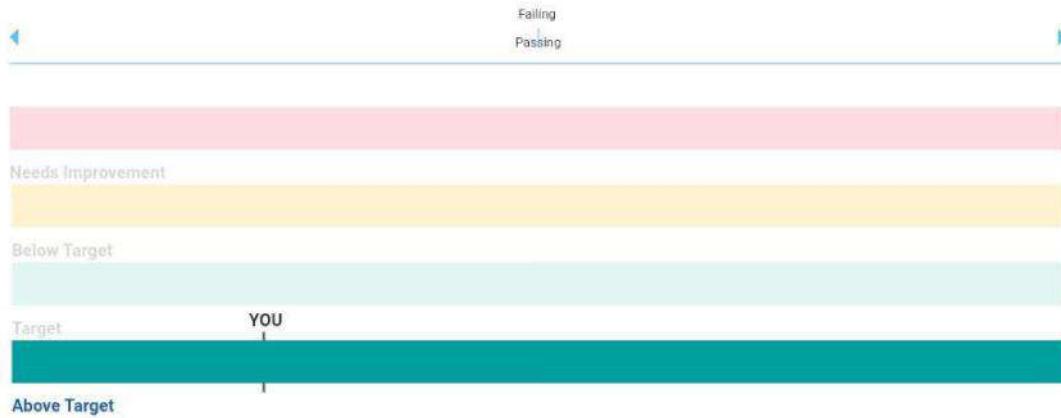 Failing
Passing
Needs Improvement
Below Target
Target
YOU
Above Target